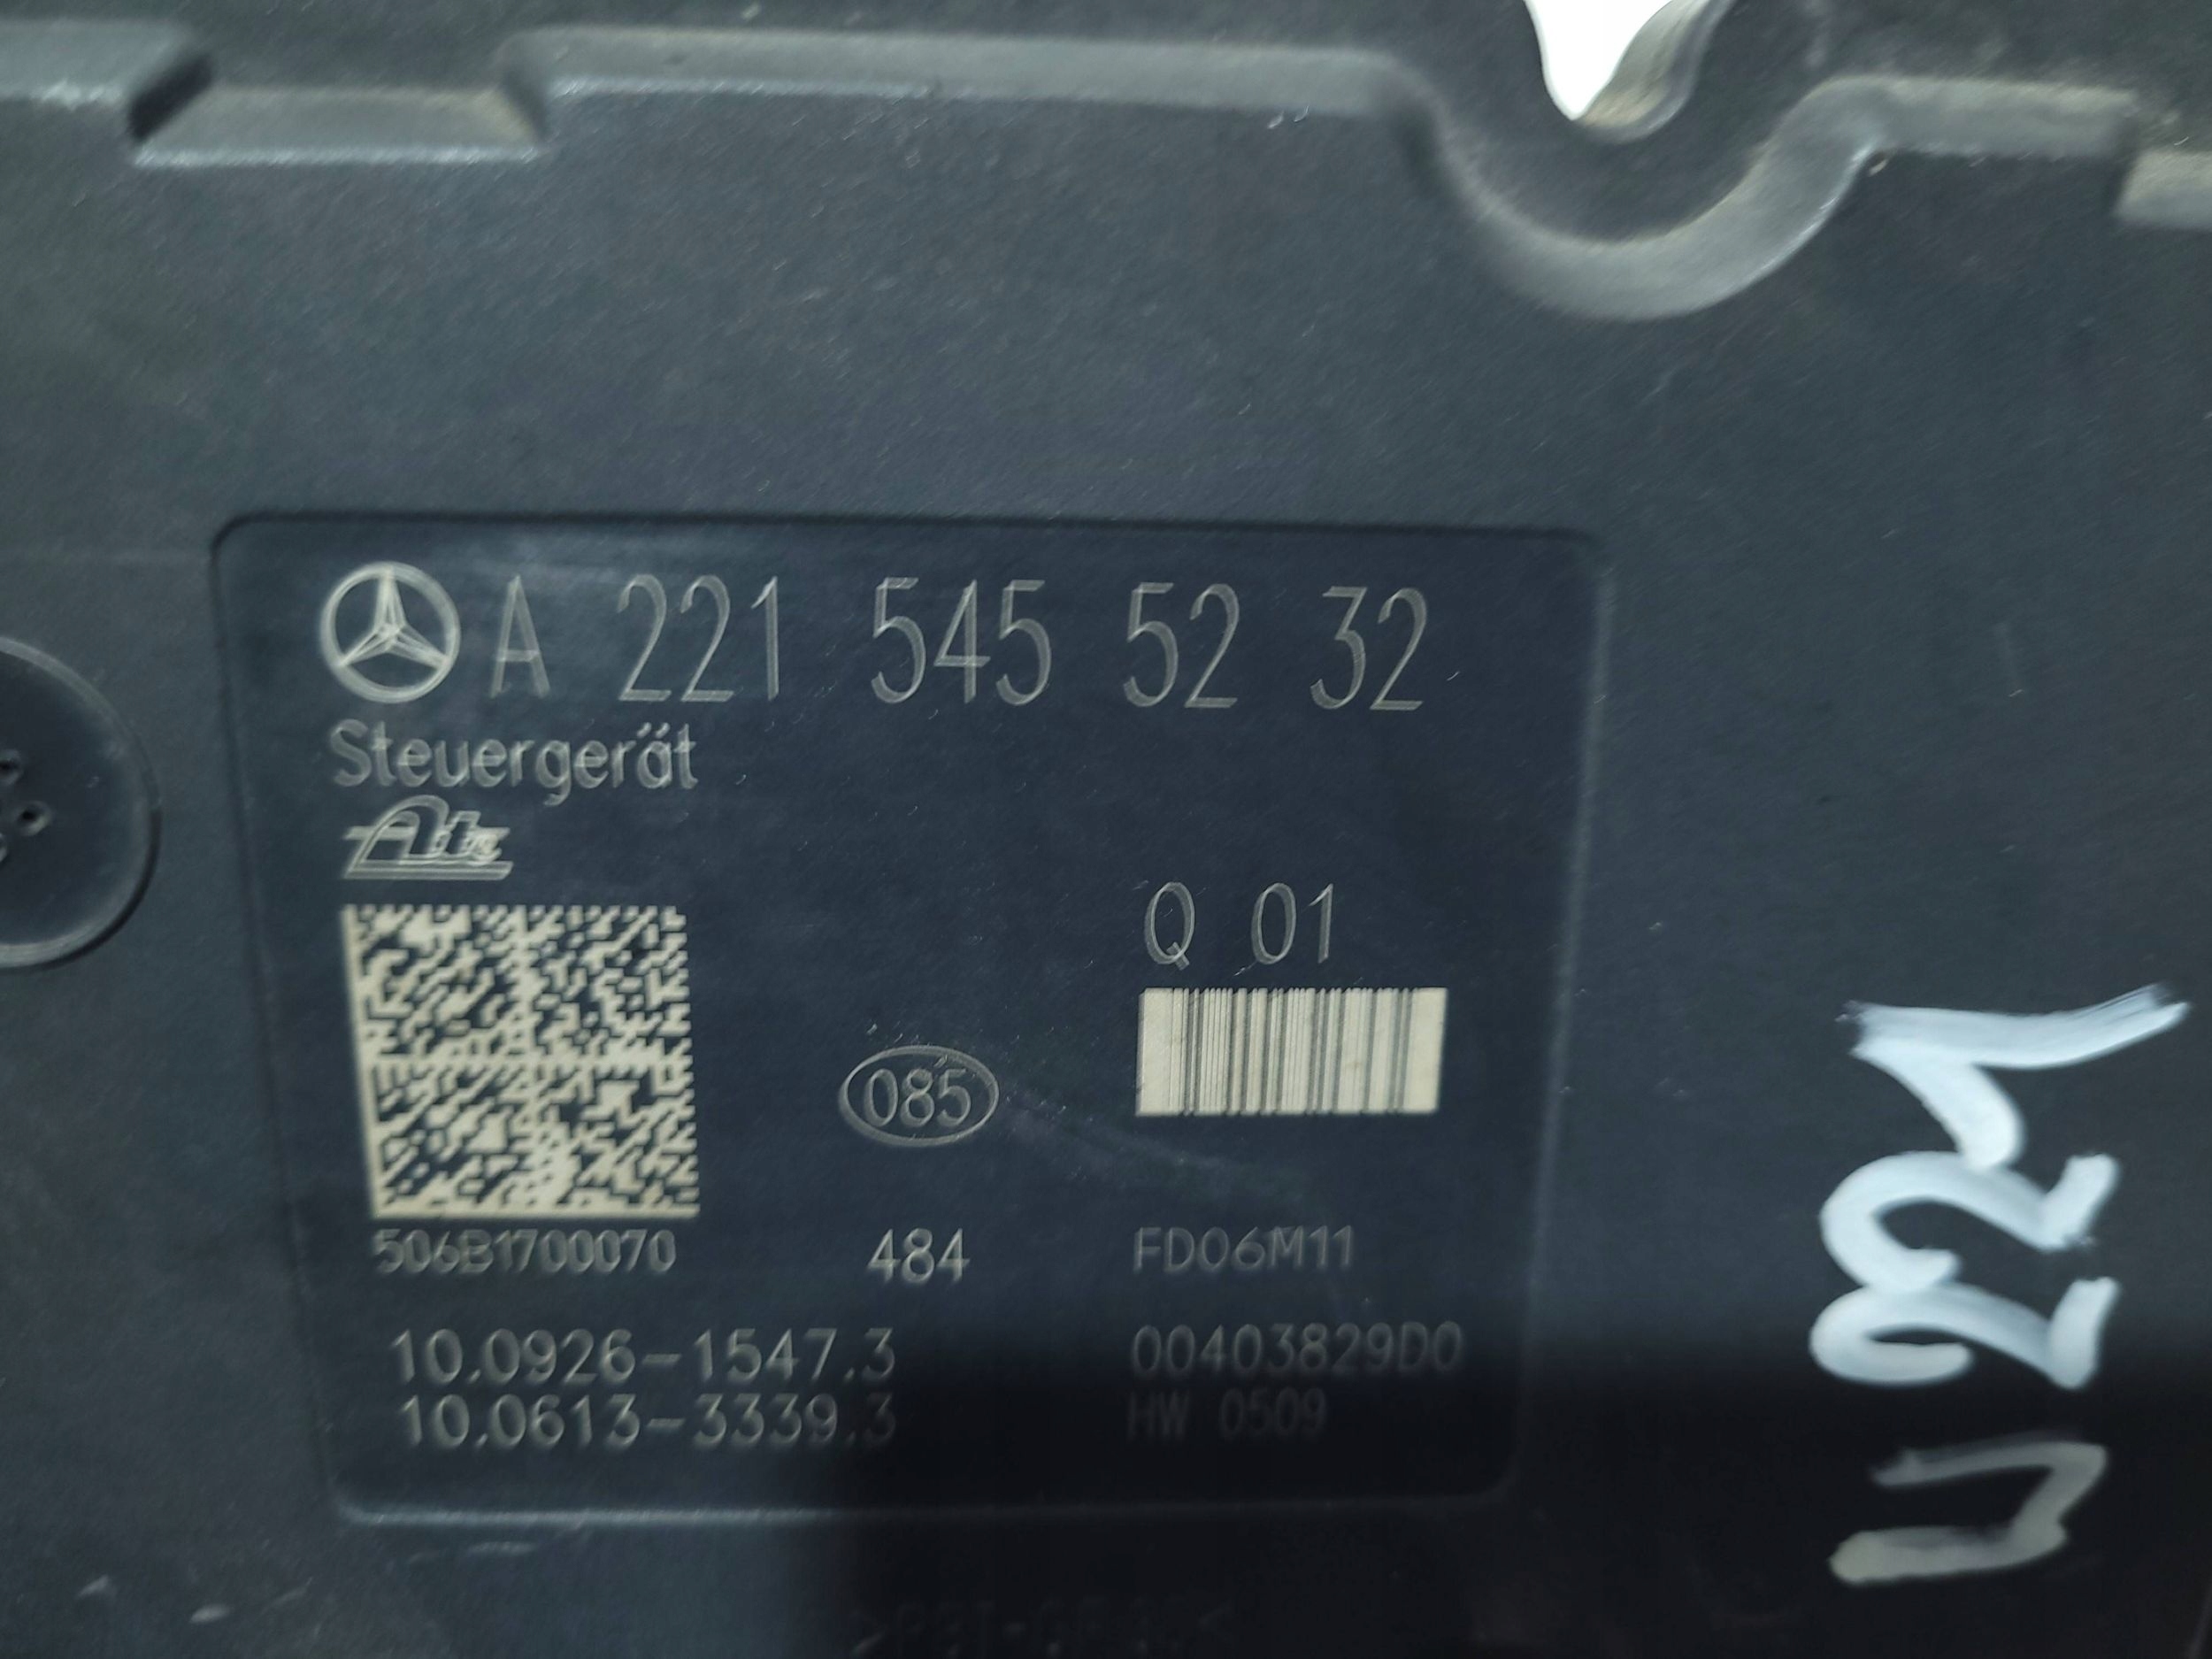 A 221 545 52 32
Steuergerät
Ate
Q 01
085
506B1700070 484 FD06M11
10.0926-1547.3 00403829D0
10.0613-3339.3 HW 0509